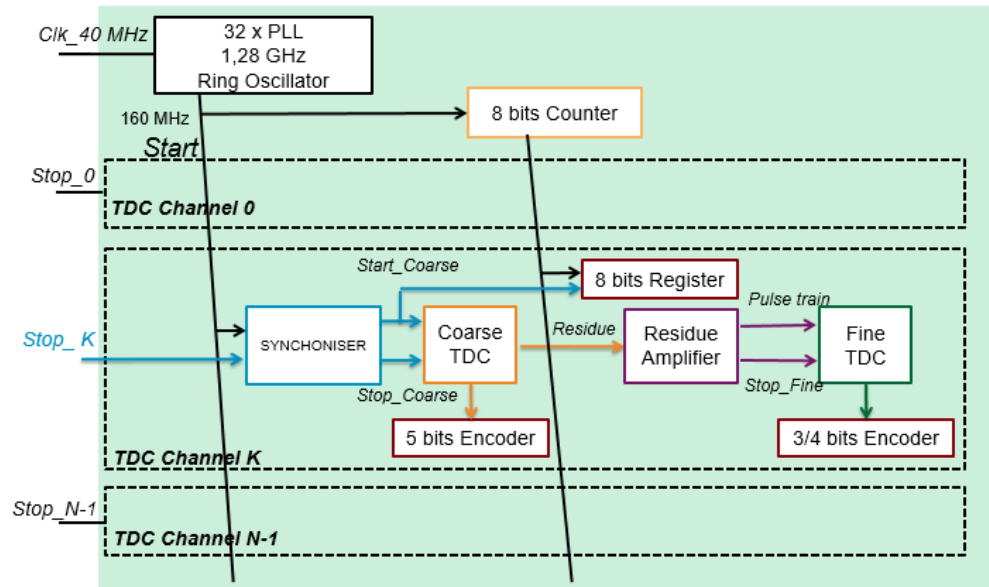 Clk_40 MHz
32 x PLL
1,28 GHz
Ring Oscillator
160 MHz
8 bits Counter
Start
Stop_0
TDC Channel 0
Start_Coarse
8 bits Register
Stop_ K
SYNCHONISER
Coarse
TDC
Residue
Residue
Amplifier
Pulse train
Fine
TDC
Stop_Coarse
Stop_Fine
5 bits Encoder
3/4 bits Encoder
TDC Channel K
Stop_N-1
TDC Channel N-1